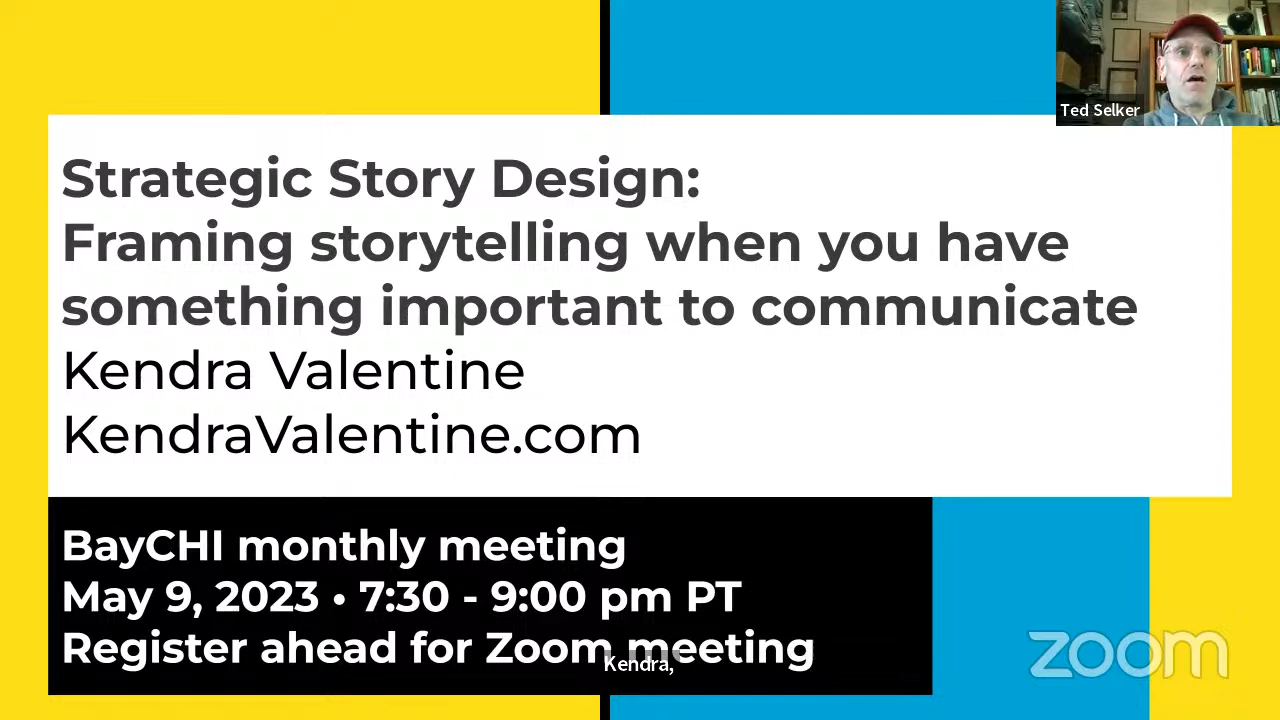 Ted Selker
Strategic Story Design:
Framing storytelling when you have
something important to communicate
Kendra Valentine
KendraValentine.com
BayCHI monthly meeting
May 9, 2023 • 7:30 - 9:00 pm PT
Register ahead for Zoom meeting
Kendra,
zoom